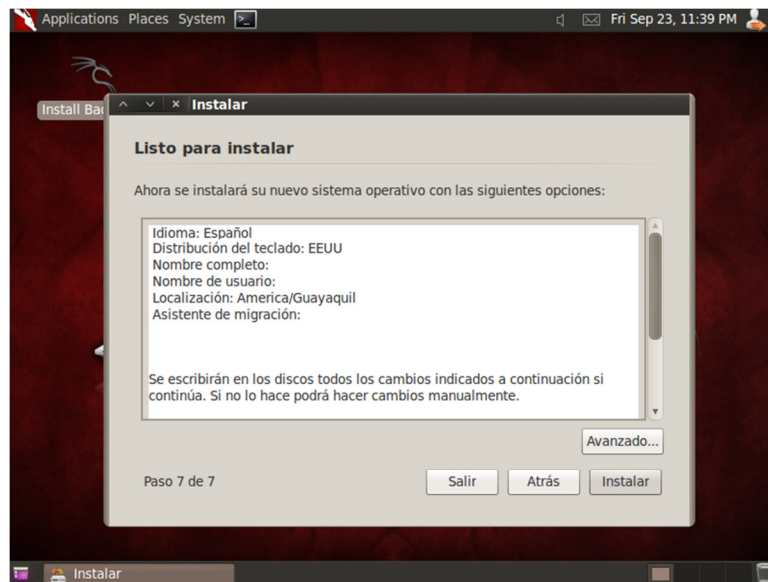 Applications Places System
Fri Sep 23, 11:39 PM
Install Bac
Instalar
Listo para instalar
Ahora se instalará su nuevo sistema operativo con las siguientes opciones:
Idioma: Español
Distribución del teclado: EEUU
Nombre completo:
Nombre de usuario:
Localización: America/Guayaquil
Asistente de migración:
Se escribirán en los discos todos los cambios indicados a continuación si
continúa. Si no lo hace podrá hacer cambios manualmente.
Avanzado...
Paso 7 de 7
Salir
Atrás
Instalar
Instalar